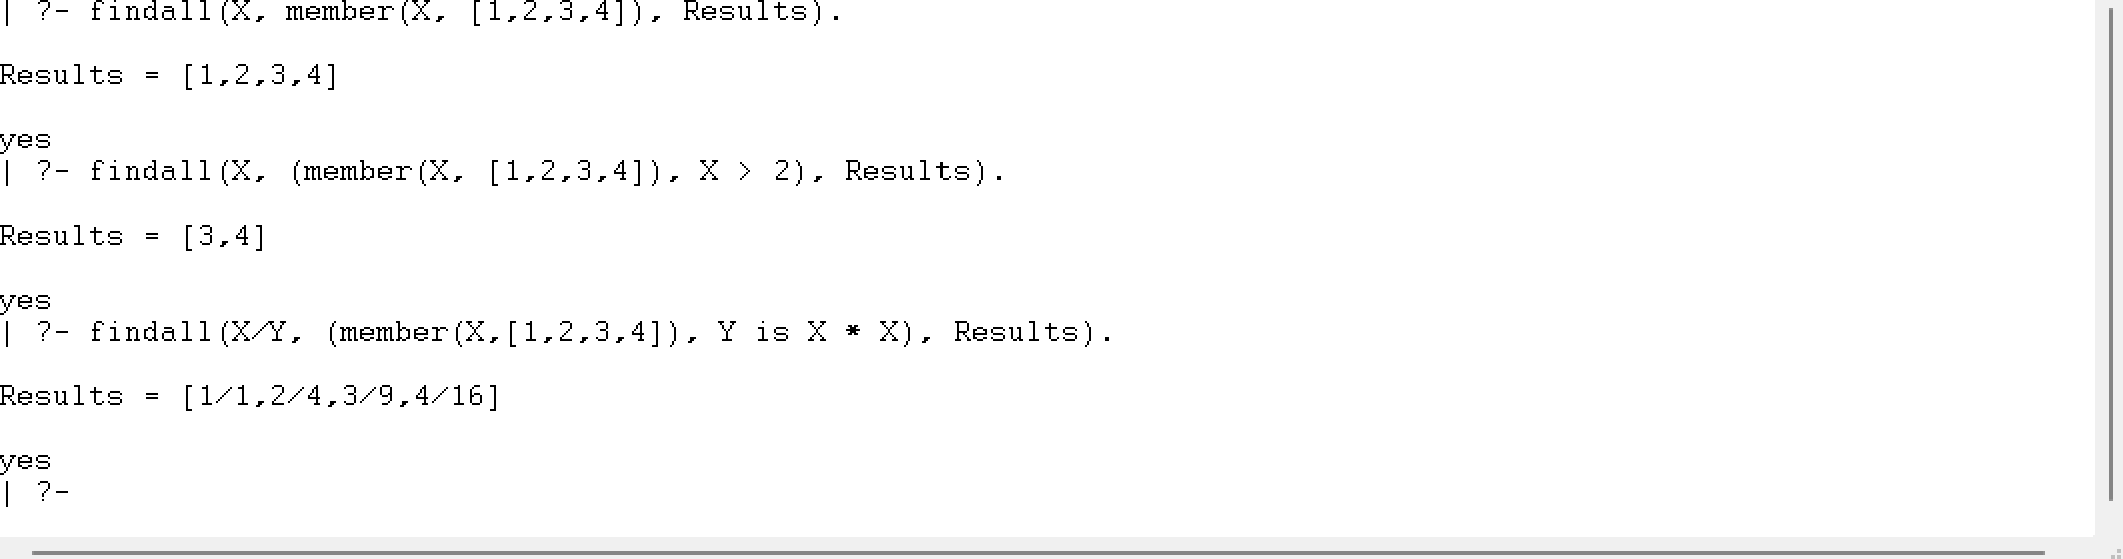 | ?- findall(X, member(X, [1,2,3,4]), Results).
Results = [1,2,3,4]
yes
| ?- findall(X, (member(X, [1,2,3,4]), X > 2), Results).
Results = [3,4]
yes
| ?- findall(X/Y, (member(X,[1,2,3,4]), Y is X * X), Results).
Results = [1/1,2/4,3/9,4/16]
yes
| ?-